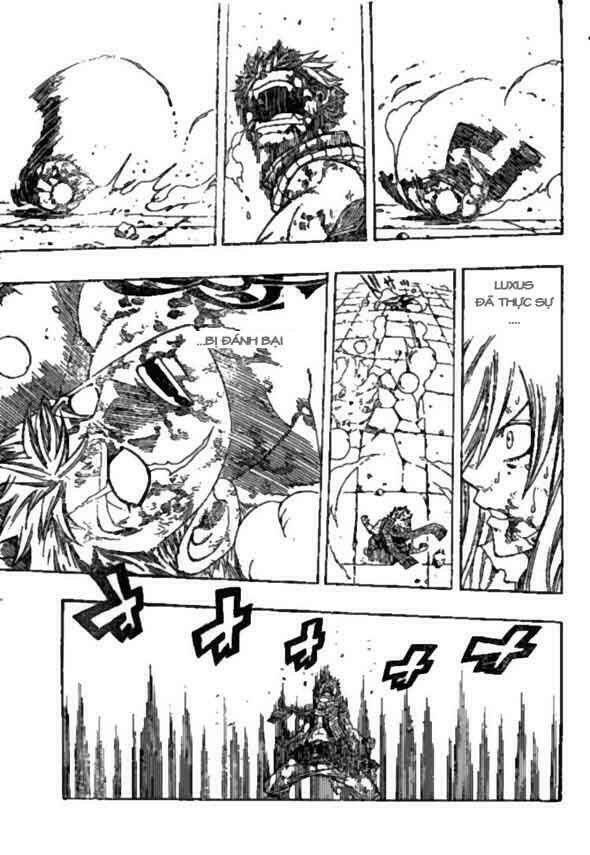 LUXUS
ĐÃ THỰC SỰ
....
...BỊ ĐÁNH BẠI